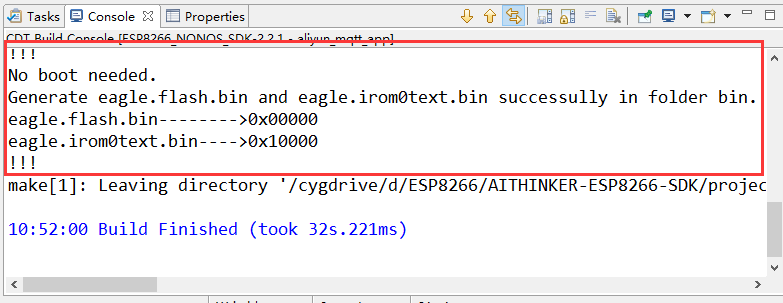 Tasks Console Properties
CDT Build Console [ESP8266_NONOS_SDK-2.2.1 - aliyun_mqtt_app]
!!!
No boot needed.
Generate eagle.flash.bin and eagle.irom0text.bin successully in folder bin.
eagle.flash.bin-------->0x00000
eagle.irom0text.bin---->0x10000
!!!
make[1]: Leaving directory '/cygdrive/d/ESP8266/AITHINKER-ESP8266-SDK/projec
10:52:00 Build Finished (took 32s.221ms)